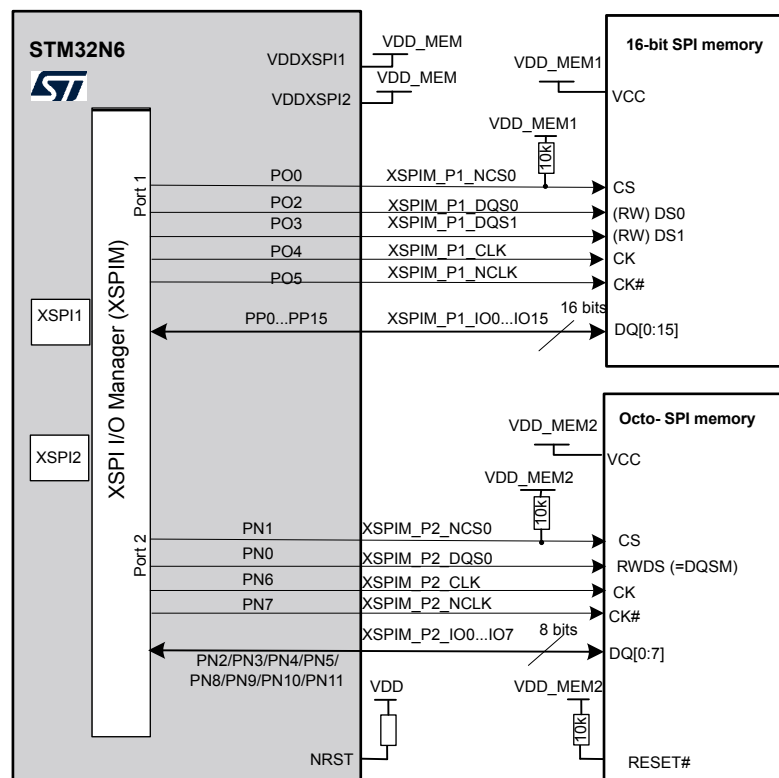 STM32N6
ST
VDDXSPI1
VDD_MEM
VDDXSPI2
VDD_MEM
16-bit SPI memory
VDD_MEM1
VCC
VDD_MEM1
10k
Port 1
PO0
XSPIM_P1_NCS0
CS
PO2
XSPIM_P1_DQS0
(RW) DS0
PO3
XSPIM_P1_DQS1
(RW) DS1
PO4
XSPIM_P1_CLK
CK
PO5
XSPIM_P1_NCLK
CK#
PP0...PP15
XSPIM_P1_IO0...IO15
16 bits
DQ[0:15]
XSPI1
XSPI2
XSPI I/O Manager (XSPIM)
Octo- SPI memory
VDD_MEM2
VCC
VDD_MEM2
10k
Port 2
PN1
XSPIM_P2_NCS0
CS
PN0
XSPIM_P2_DQS0
RWDS (=DQSM)
PN6
XSPIM_P2_CLK
CK
PN7
XSPIM_P2_NCLK
CK#
XSPIM_P2_IO0...IO7
8 bits
DQ[0:7]
PN2/PN3/PN4/PN5/
PN8/PN9/PN10/PN11
VDD
NRST
VDD_MEM2
10k
RESET#